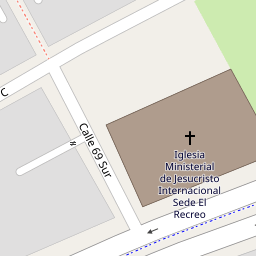 C
Calle 69 Sur
Iglesia
Ministerial
de Jesucristo
Internacional
Sede El
Recreo